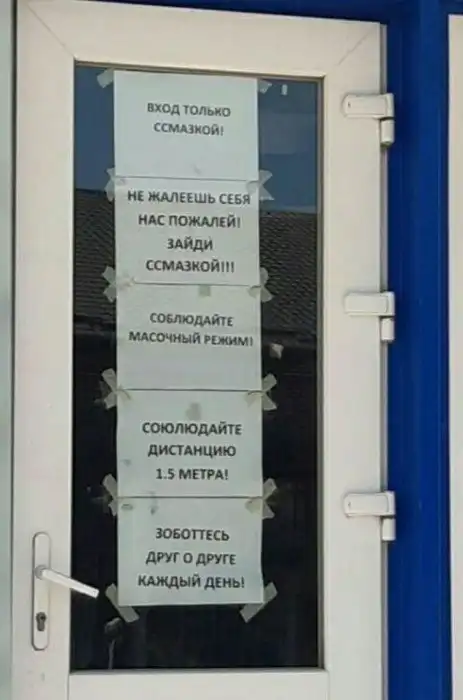 ВХОД ТОЛЬКО
ССМАЗКОЙ!
НЕ ЖАЛЕЕШЬ СЕБЯ
НАС ПОЖАЛЕЙ!
ЗАЙДИ
ССМАЗКОЙ!!!
СОБЛЮДАЙТЕ
МАСОЧНЫЙ РЕЖИМ!
СОЮЛЮДАЙТЕ
ДИСТАНЦИЮ
1.5 МЕТРА!
ЗОБОТТЕСЬ
ДРУГ О ДРУГЕ
КАЖДЫЙ ДЕНЬ!